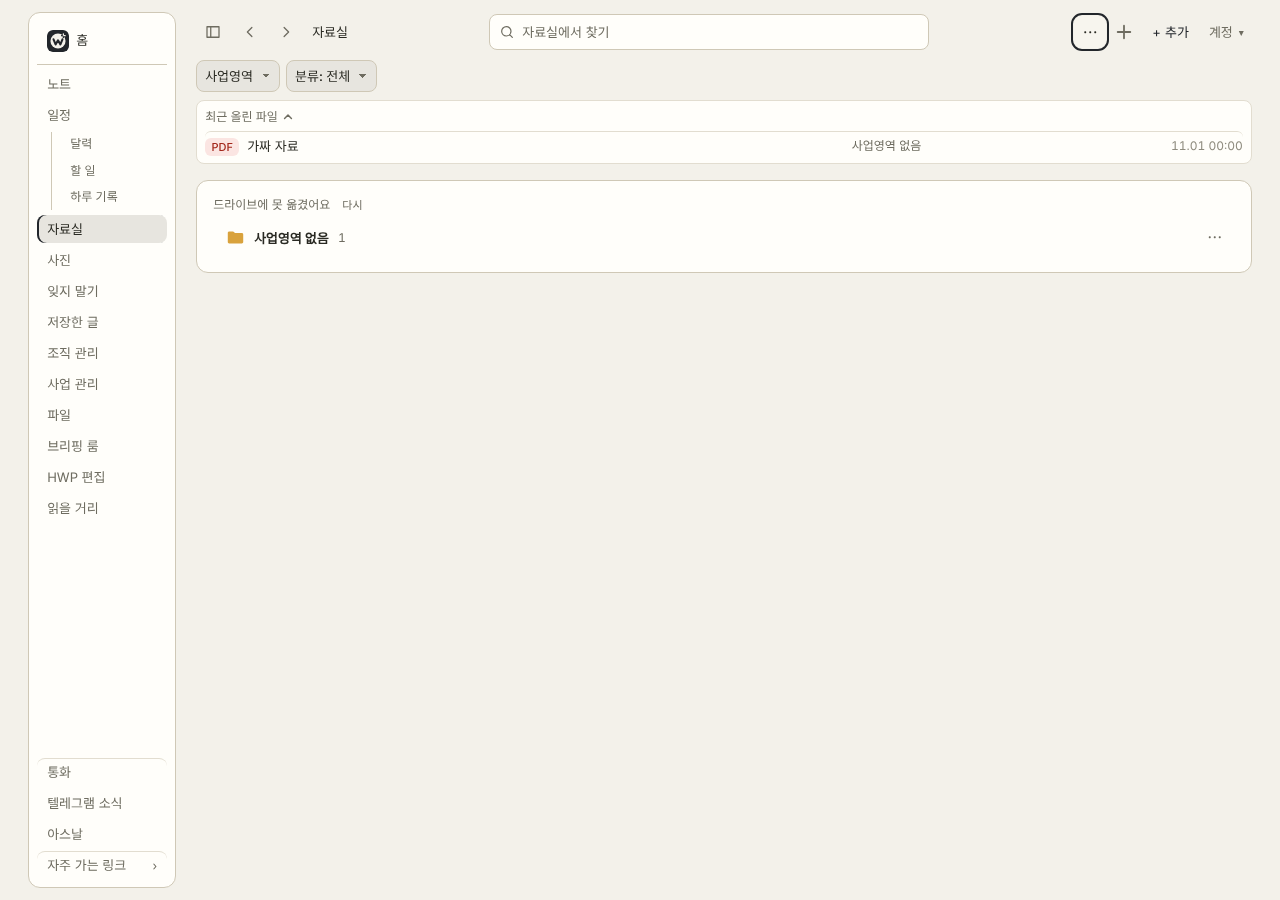 홈
노트
일정
달력
할 일
하루 기록
자료실
사진
잊지 말기
저장한 글
조직 관리
사업 관리
파일
브리핑 룸
HWP 편집
읽을 거리
통화
텔레그램 소식
아스날
자주 가는 링크 ›
자료실
자료실에서 찾기
+ 추가
계정 ▾
사업영역
분류: 전체
최근 올린 파일
PDF 가짜 자료 사업영역 없음 11.01 00:00
드라이브에 못 옮겼어요 다시
사업영역 없음 1